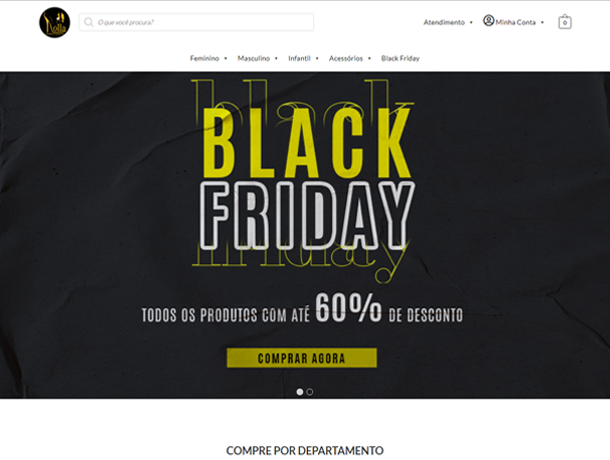 Nolla
O que você procura?
Atendimento
Minha Conta
0
Feminino
Masculino
Infantil
Acessórios
Black Friday
black
BLACK
FRIDAY
friday
TODOS OS PRODUTOS COM ATÉ 60% DE DESCONTO
COMPRAR AGORA
COMPRE POR DEPARTAMENTO